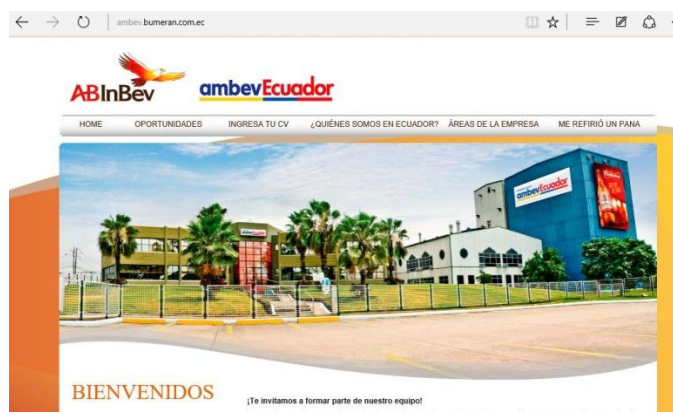 ambev.bumeran.com.ec
ABInBev
ambevEcuador
HOME OPORTUNIDADES INGRESA TU CV ¿QUIÉNES SOMOS EN ECUADOR? ÁREAS DE LA EMPRESA ME REFIRIÓ UN PANA
ambevEcuador
BIENVENIDOS
¡Te invitamos a formar parte de nuestro equipo!